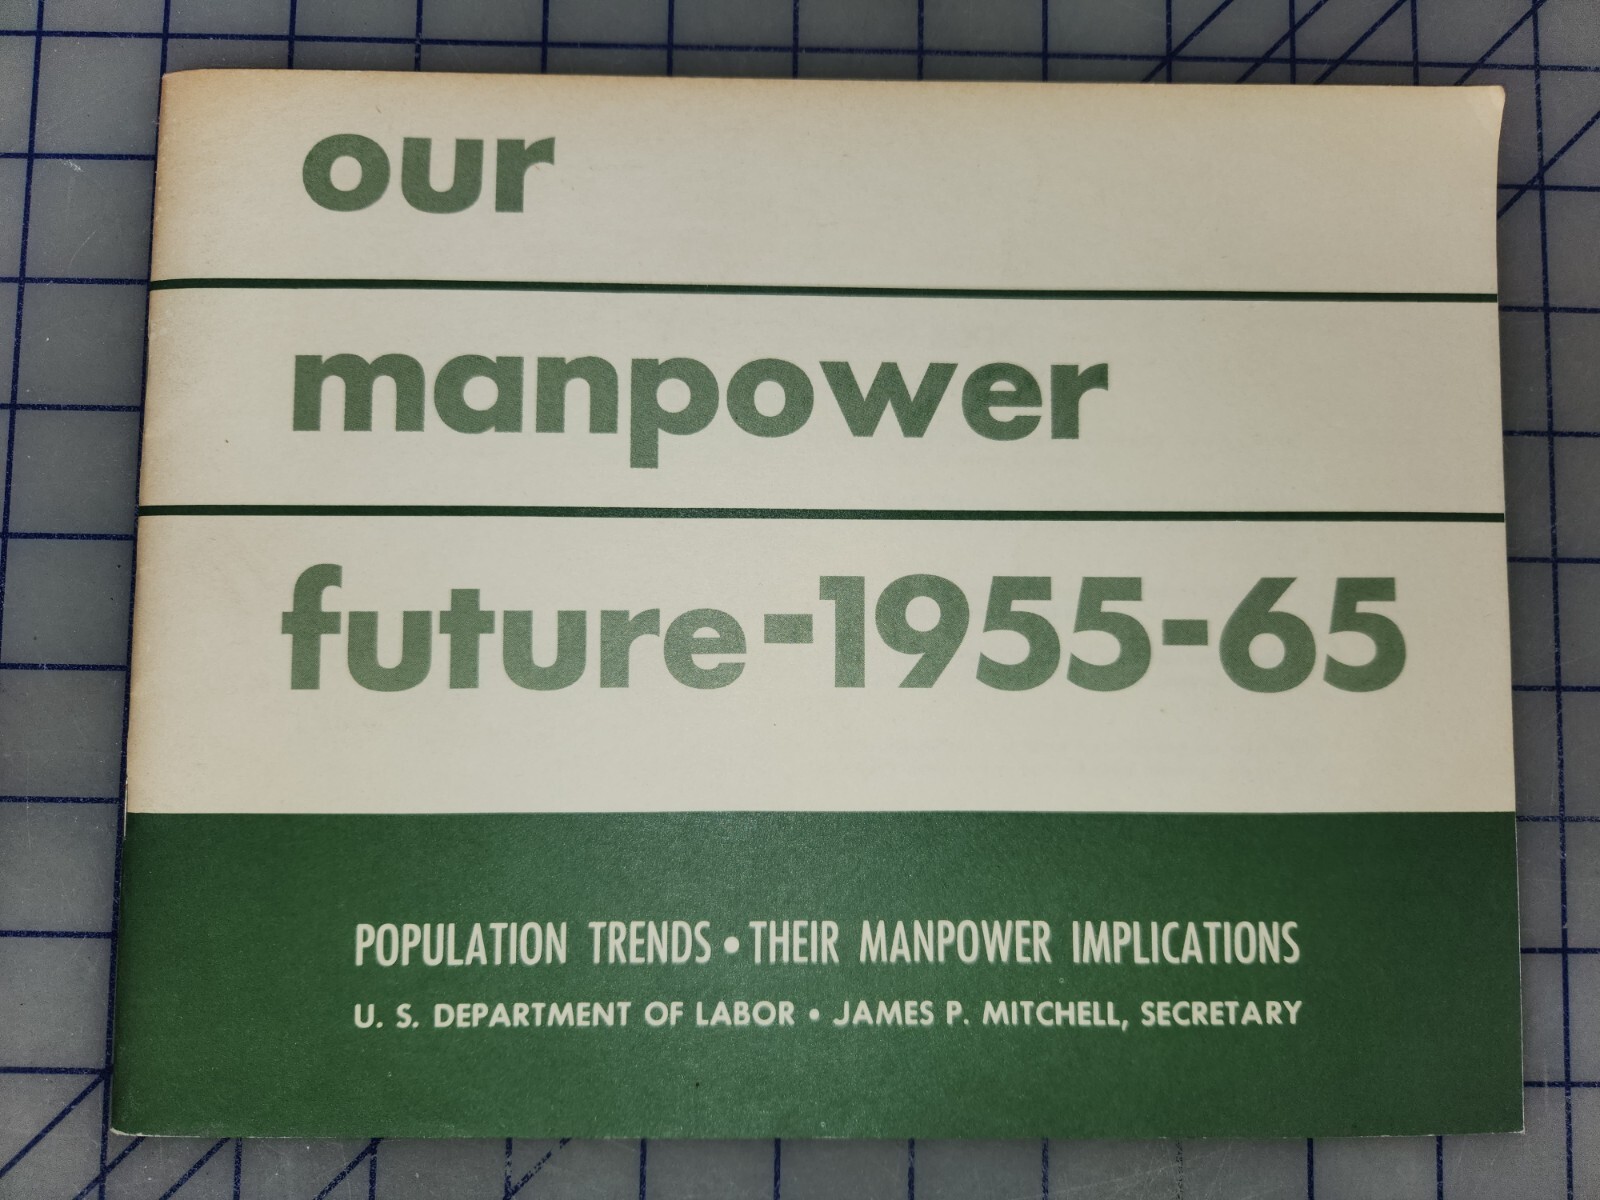 our
manpower
future-1955-65
POPULATION TRENDS • THEIR MANPOWER IMPLICATIONS
U. S. DEPARTMENT OF LABOR • JAMES P. MITCHELL, SECRETARY